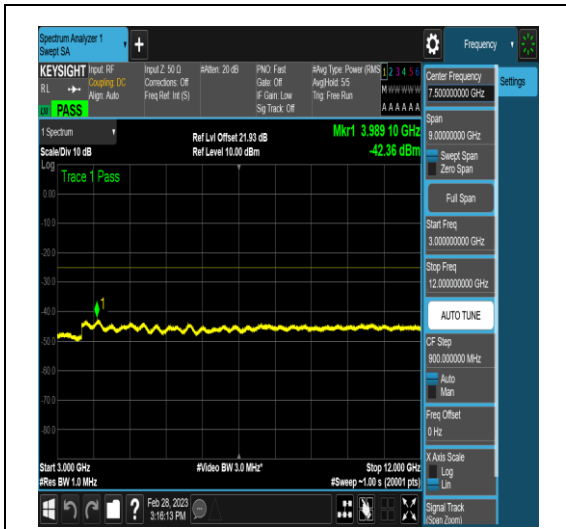 Spectrum Analyzer 1
Swept SA
Frequency
KEYSIGHT
RL
Input: RF
Coupling: DC
Align: Auto
Input Z: 50 Ω
Corrections: Off
Freq Ref: Int (S)
#Atten: 20 dB
PNO: Fast
Gate: Off
IF Gain: Low
Sig Track: Off
#Avg Type: Power (RMS
Avg|Hold: 5/5
Trig: Free Run
1 2 3 4 5 6
M W W W W W
A A A A A A
PASS
1 Spectrum
Scale/Div 10 dB
Ref Lvl Offset 21.93 dB
Ref Level 10.00 dBm
Mkr1 3.989 10 GHz
-42.36 dBm
Log
Trace 1 Pass
0.00
-10.0
-20.0
-30.0
-40.0
-50.0
-60.0
-70.0
-80.0
1
Start 3.000 GHz
#Res BW 1.0 MHz
#Video BW 3.0 MHz*
Stop 12.000 GHz
#Sweep ~1.00 s (20001 pts)
Center Frequency
7.500000000 GHz
Settings
Span
9.00000000 GHz
Swept Span
Zero Span
Full Span
Start Freq
3.000000000 GHz
Stop Freq
12.000000000 GHz
AUTO TUNE
CF Step
900.000000 MHz
Auto
Man
Freq Offset
0 Hz
X Axis Scale
Log
Lin
Signal Track
(Span Zoom)
?
Feb 28, 2023
3:16:13 PM